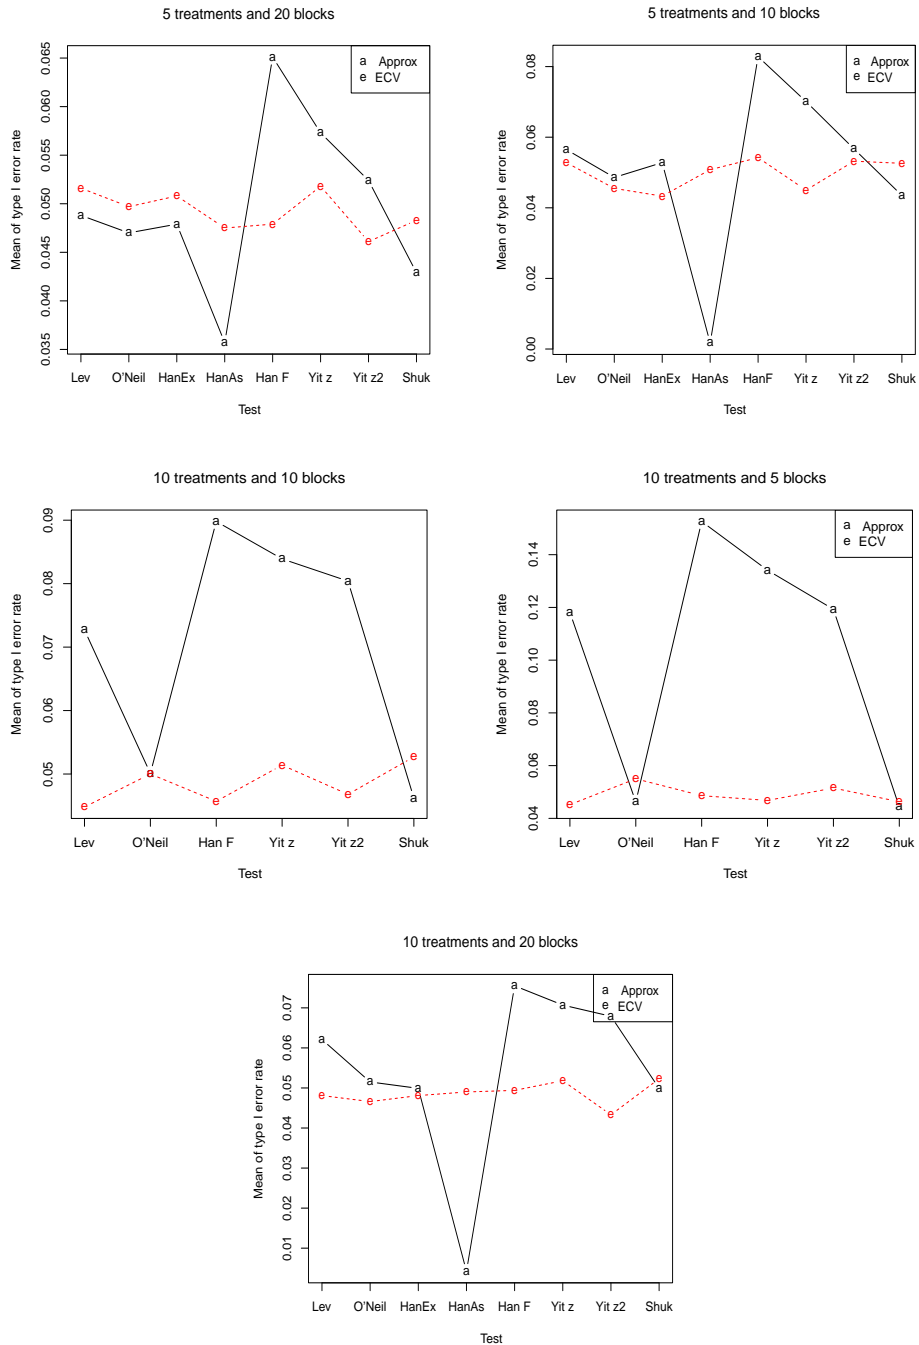 5 treatments and 20 blocks
Mean of type I error rate
0.065
0.060
0.055
0.050
0.045
0.040
0.035
a Approx
e ECV
Lev O'Neil HanEx HanAs Han F Yit z Yit z2 Shuk
Test
5 treatments and 10 blocks
Mean of type I error rate
0.08
0.06
0.04
0.02
0.00
a Approx
e ECV
Lev O'Neil HanEx HanAs HanF Yit z Yit z2 Shuk
Test
10 treatments and 10 blocks
Mean of type I error rate
0.09
0.08
0.07
0.06
0.05
Lev O'Neil Han F Yit z Yit z2 Shuk
Test
10 treatments and 5 blocks
Mean of type I error rate
0.14
0.12
0.10
0.08
0.06
0.04
a Approx
e ECV
Lev O'Neil Han F Yit z Yit z2 Shuk
Test
10 treatments and 20 blocks
Mean of type I error rate
0.07
0.06
0.05
0.04
0.03
0.02
0.01
a Approx
e ECV
Lev O'Neil HanEx HanAs Han F Yit z Yit z2 Shuk
Test